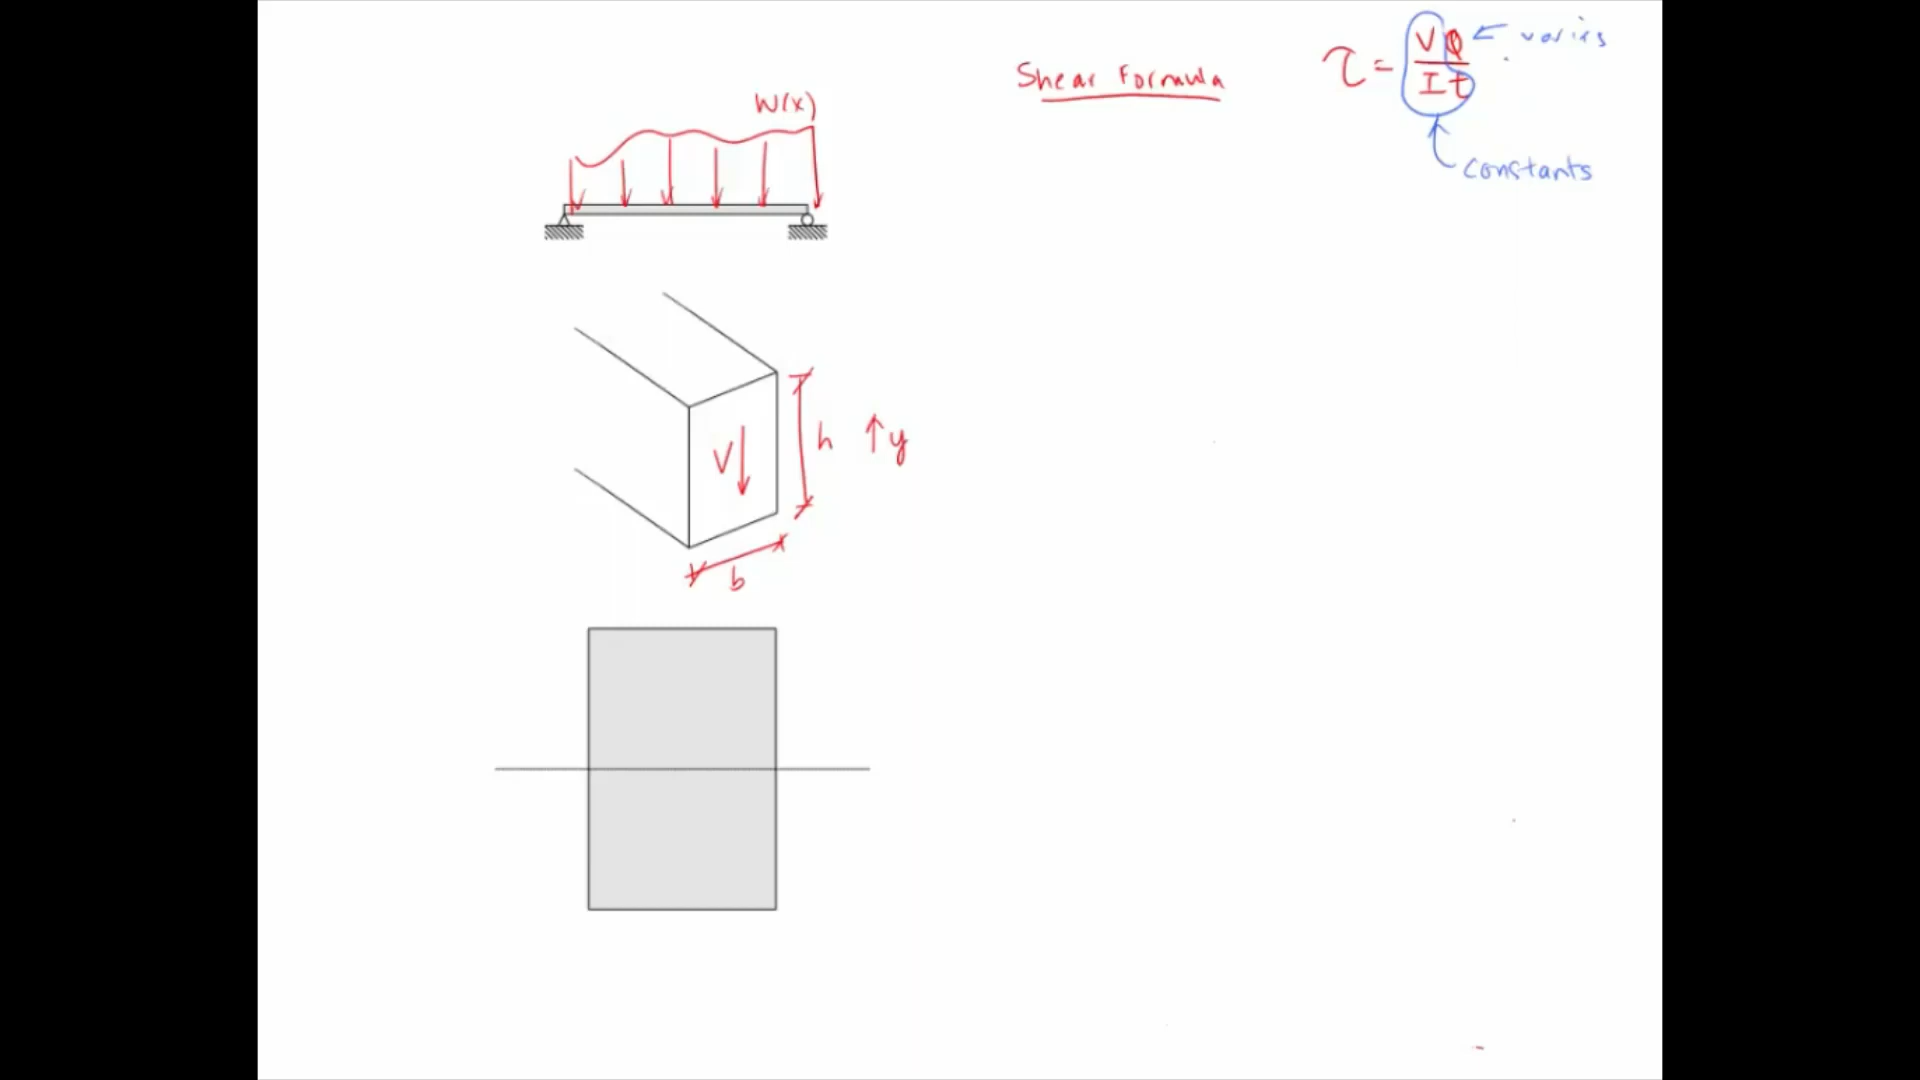 Shear Formula
τ = VQ / It
varies
constants
W(x)
V
h
↑y
b